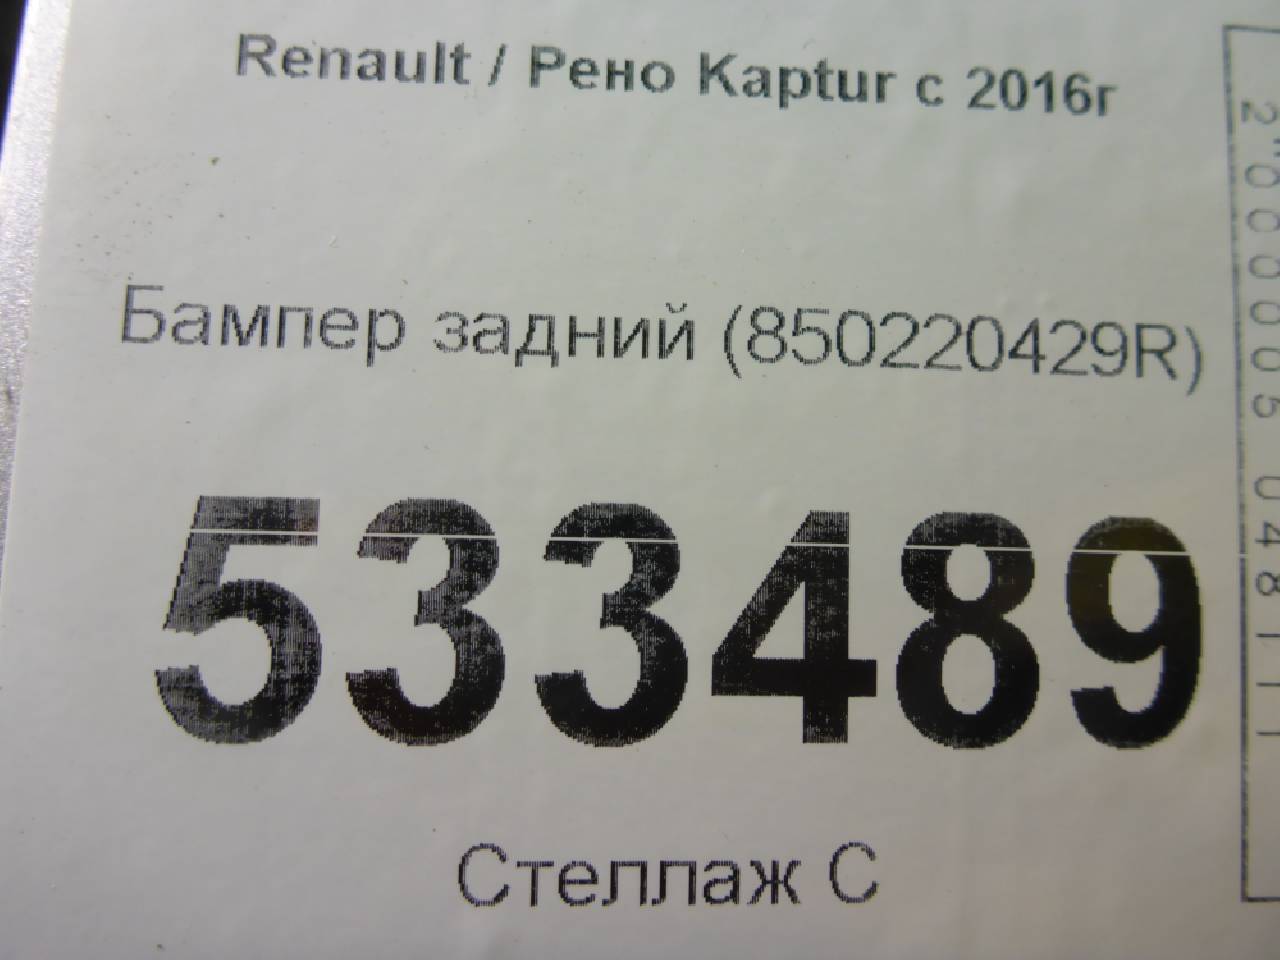 Renault / Рено Kaptur с 2016г
Бампер задний (850220429R)
533489
Стеллаж С